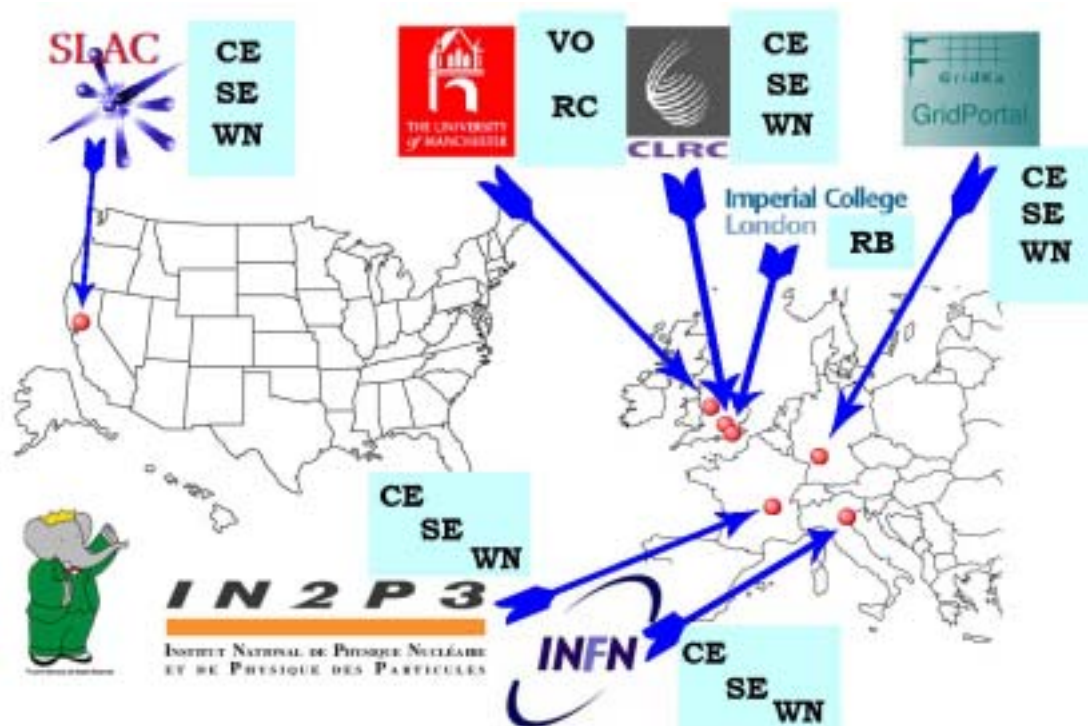 SLAC
CE
SE
WN
THE UNIVERSITY
of MANCHESTER
VO
RC
CLRC
CE
SE
WN
GridKa
GridPortal
CE
SE
WN
Imperial College
London
RB
CE
SE
WN
IN2P3
INSTITUT NATIONAL DE PHYSIQUE NUCLÉAIRE
ET DE PHYSIQUE DES PARTICULES
INFN
CE
SE
WN